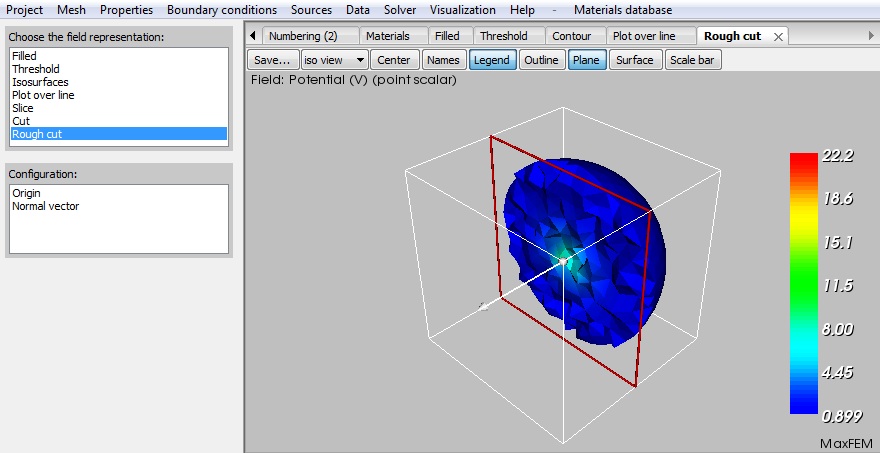 Project Mesh Properties Boundary conditions Sources Data Solver Visualization Help - Materials database
Choose the field representation:
Filled
Threshold
Isosurfaces
Plot over line
Slice
Cut
Rough cut
Configuration:
Origin
Normal vector
Numbering (2) Materials Filled Threshold Contour Plot over line Rough cut
Save... iso view Center Names Legend Outline Plane Surface Scale bar
Field: Potential (V) (point scalar)
22.2
18.6
15.1
11.5
8.00
4.45
0.899
MaxFEM